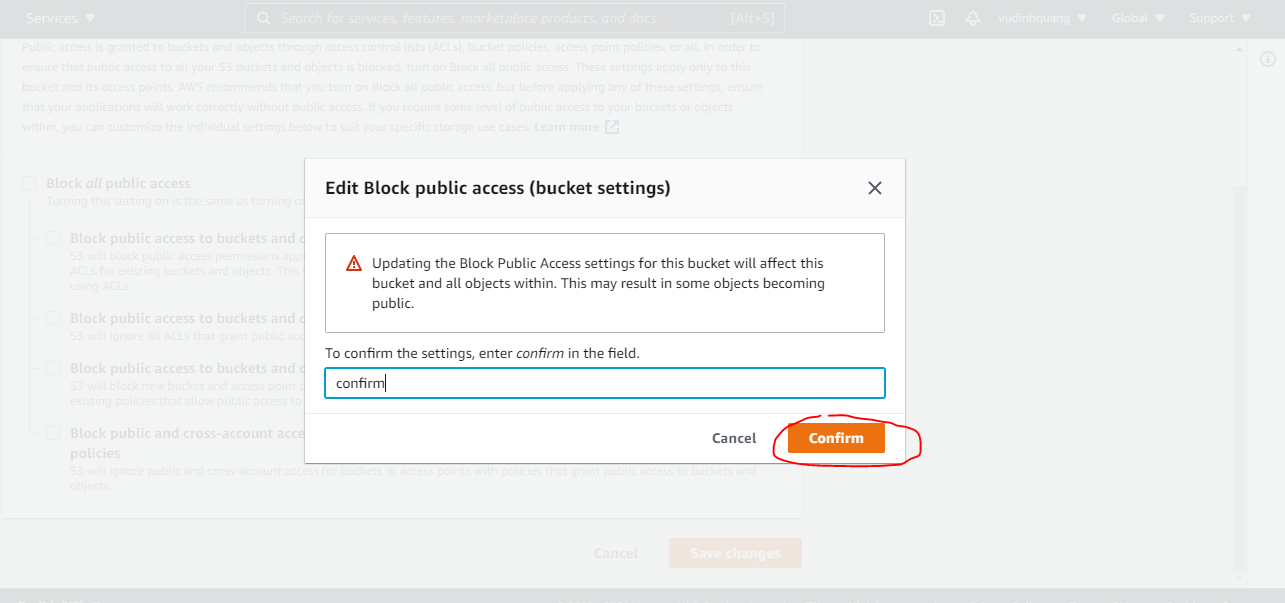 Services
Search for services, features, marketplace products, and docs
[Alt+S]
vudinhquang
Global
Support
Public access is granted to buckets and objects through access control lists (ACLs), bucket policies, access point policies, or all. In order to
ensure that public access to all your S3 buckets and objects is blocked, turn on Block all public access. These settings apply only to this
bucket and its access points. AWS recommends that you turn on Block all public access, but before applying any of these settings, ensure
that your applications will work correctly without public access. If you require some level of public access to your buckets or objects
within, you can customize the individual settings below to suit your specific storage use cases. Learn more
Block all public access
Turning this setting on is the same as turning
Block public access to buckets and
S3 will block public access permissions
ACLs for existing buckets and objects. This
using ACLs.
Block public access to buckets and
S3 will ignore all ACLs that grant public
Block public access to buckets and
S3 will block new bucket and access point
existing policies that allow public access to
Block public and cross-account
policies
S3 will ignore public and cross-account access for buckets or access points with policies that grant public access to buckets and
objects.
Edit Block public access (bucket settings)
Updating the Block Public Access settings for this bucket will affect this
bucket and all objects within. This may result in some objects becoming
public.
To confirm the settings, enter confirm in the field.
confirm
Cancel
Confirm
Cancel
Save changes